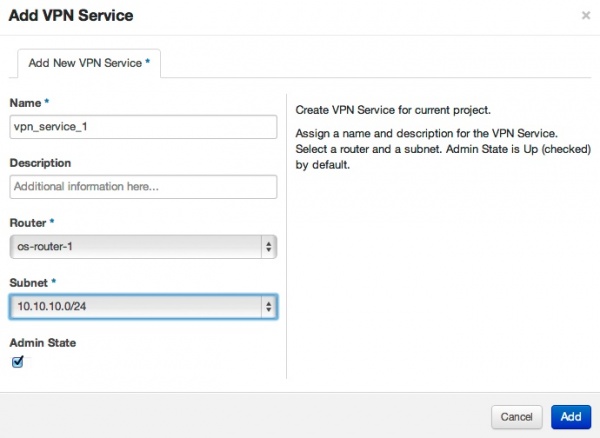 Add VPN Service ×
Add New VPN Service *
Name *
vpn_service_1
Description
Additional information here...
Router *
os-router-1
Subnet *
10.10.10.0/24
Admin State
Create VPN Service for current project.
Assign a name and description for the VPN Service.
Select a router and a subnet. Admin State is Up (checked)
by default.
Cancel
Add